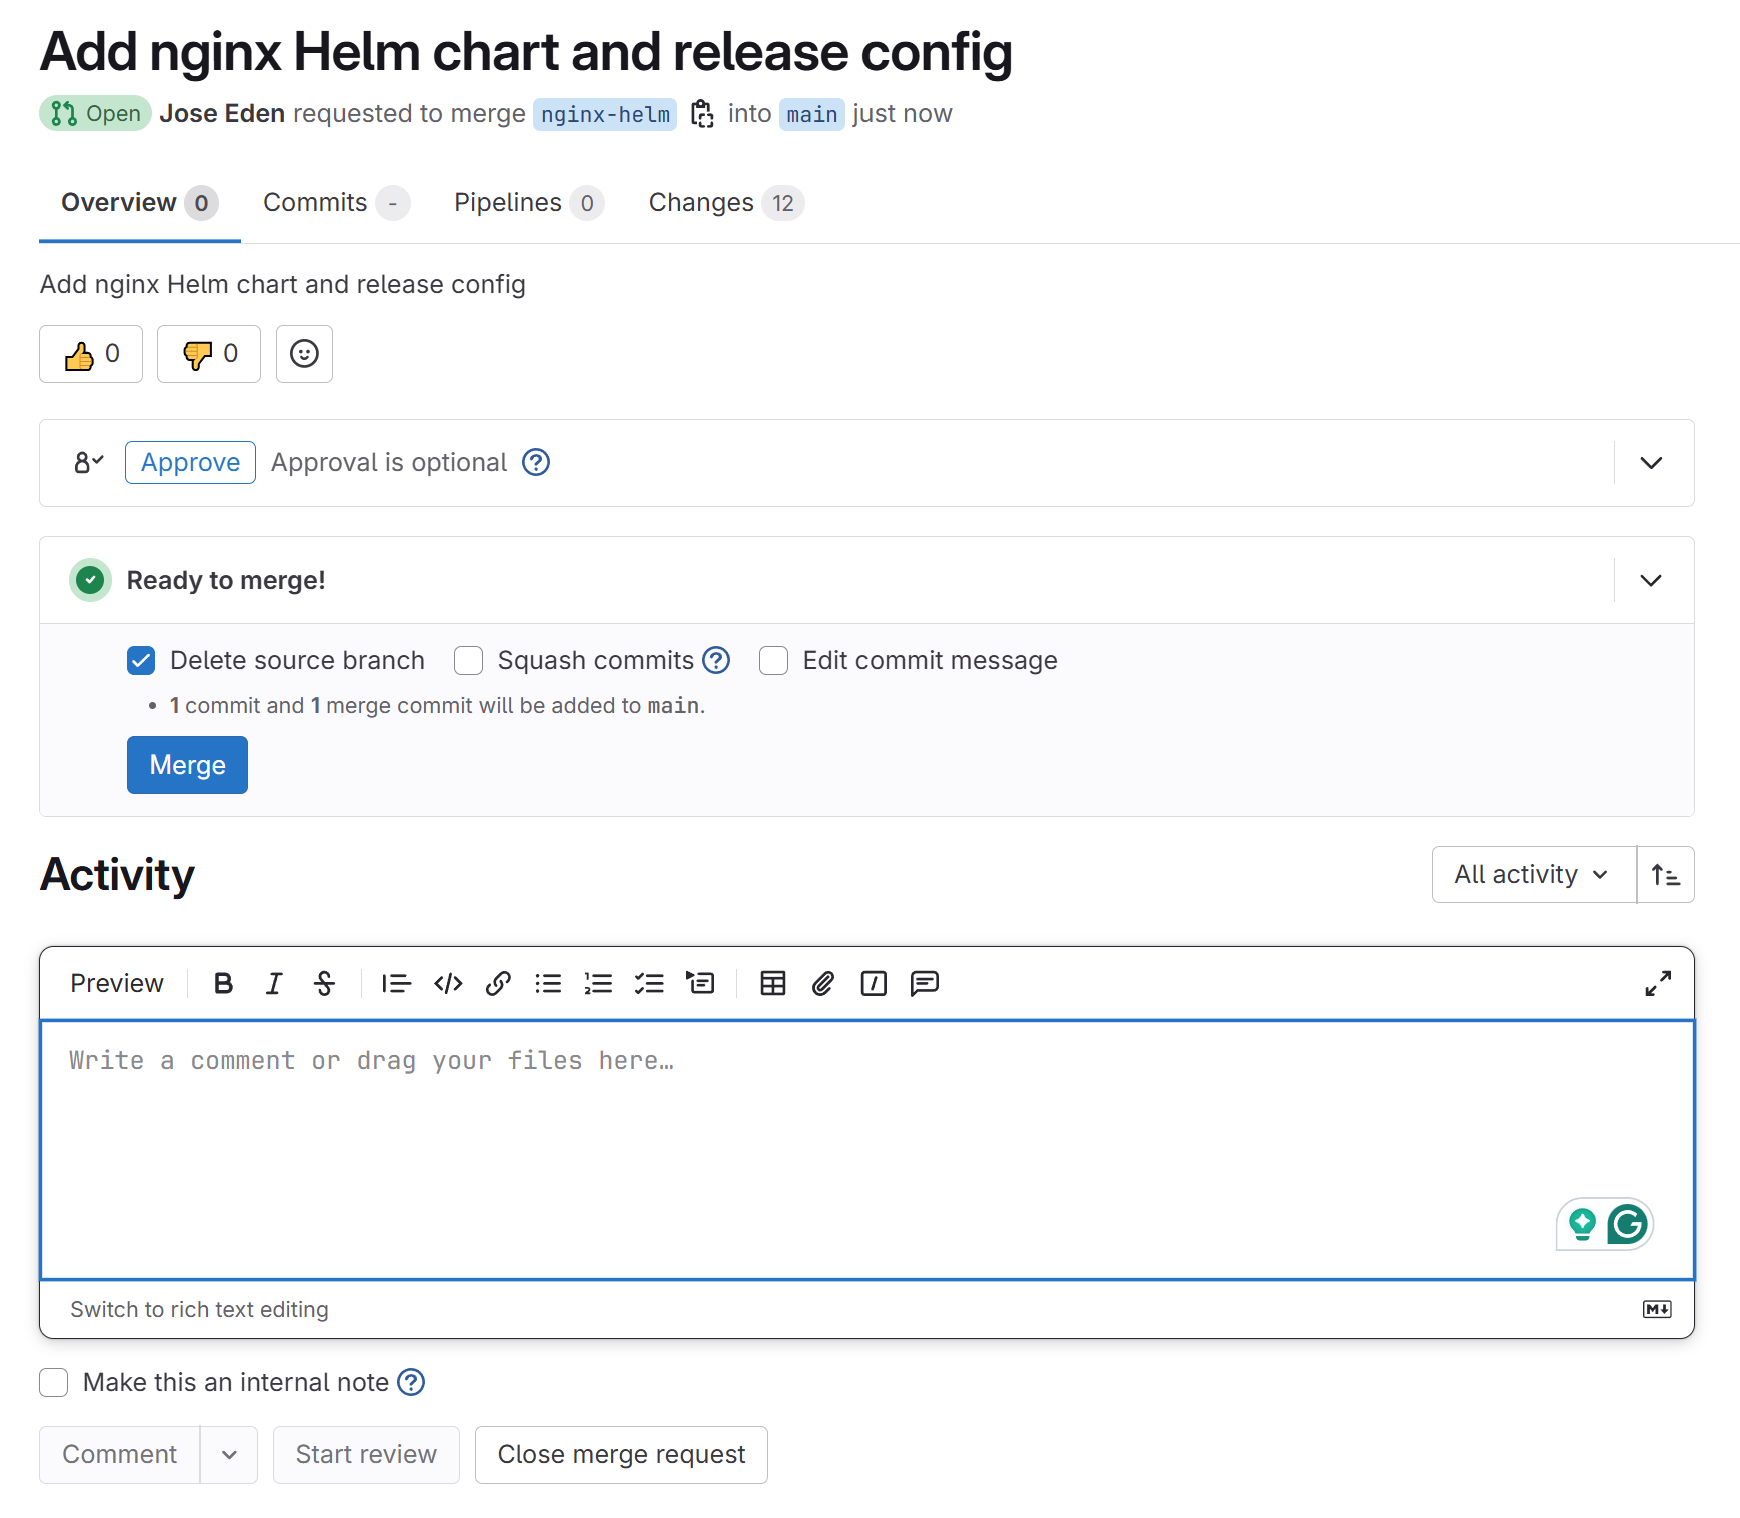 Add nginx Helm chart and release config
Open Jose Eden requested to merge nginx-helm into main just now
Overview 0 Commits - Pipelines 0 Changes 12
Add nginx Helm chart and release config
0 0
Approve Approval is optional
Ready to merge!
Delete source branch Squash commits Edit commit message
• 1 commit and 1 merge commit will be added to main.
Merge
Activity
All activity
Preview
Write a comment or drag your files here…
Switch to rich text editing
Make this an internal note
Comment Start review Close merge request